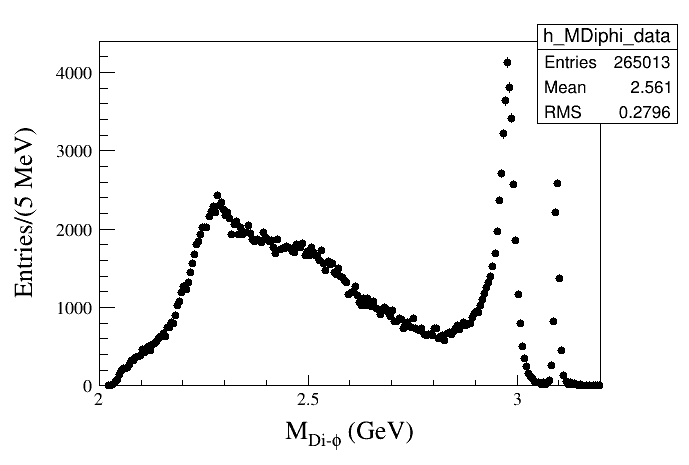 h_MDiphi_data
Entries 265013
Mean 2.561
RMS 0.2796
Entries/(5 MeV)
4000
3000
2000
1000
0
2 2.5 3
M_Di-ϕ (GeV)